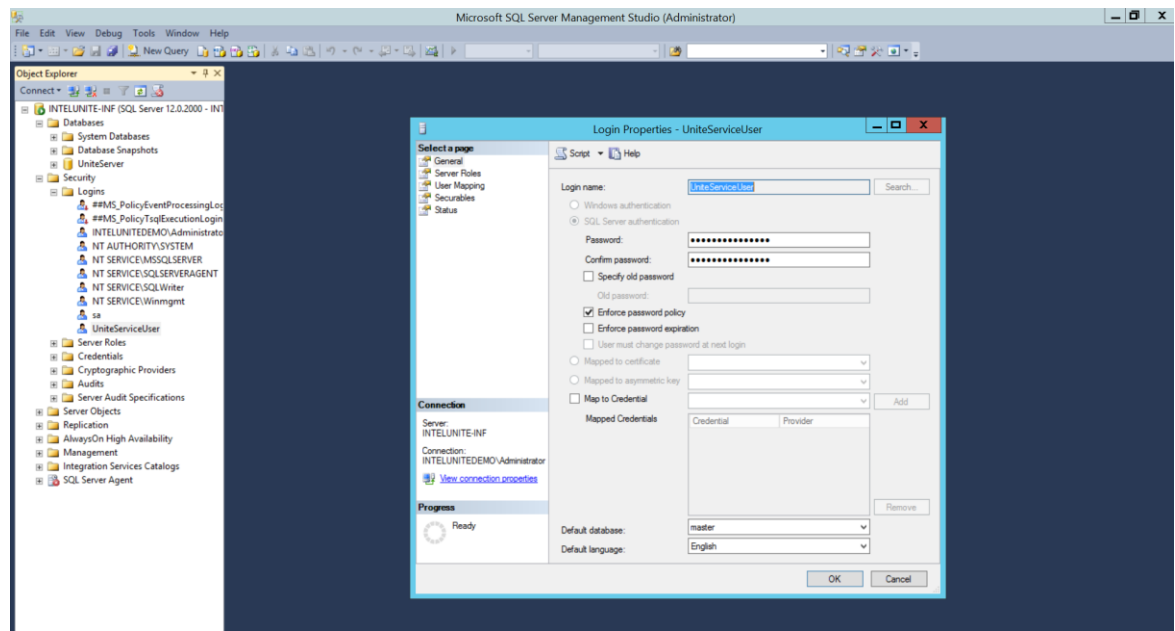 Microsoft SQL Server Management Studio (Administrator)
File Edit View Debug Tools Window Help
New Query
Object Explorer
Connect
INTELUNITE-INF (SQL Server 12.0.2000 - INT
Databases
System Databases
Database Snapshots
UniteServer
Security
Logins
##MS_PolicyEventProcessingLog
##MS_PolicyTsqlExecutionLogin
INTELUNITEDEMO\Administrato
NT AUTHORITY\SYSTEM
NT SERVICE\MSSQLSERVER
NT SERVICE\SQLSERVERAGENT
NT SERVICE\SQLWriter
NT SERVICE\Winmgmt
sa
UniteServiceUser
Server Roles
Credentials
Cryptographic Providers
Audits
Server Audit Specifications
Server Objects
Replication
AlwaysOn High Availability
Management
Integration Services Catalogs
SQL Server Agent
Login Properties - UniteServiceUser
Select a page
General
Server Roles
User Mapping
Securables
Status
Connection
Server:
INTELUNITE-INF
Connection:
INTELUNITEDEMO\Administrator
View connection properties
Progress
Ready
Script Help
Login name: UniteServiceUser Search...
Windows authentication
SQL Server authentication
Password: •••••••••••••••
Confirm password: •••••••••••••••
Specify old password
Old password:
Enforce password policy
Enforce password expiration
User must change password at next login
Mapped to certificate
Mapped to asymmetric key
Map to Credential Add
Mapped Credentials Credential Provider
Remove
Default database: master
Default language: English
OK Cancel